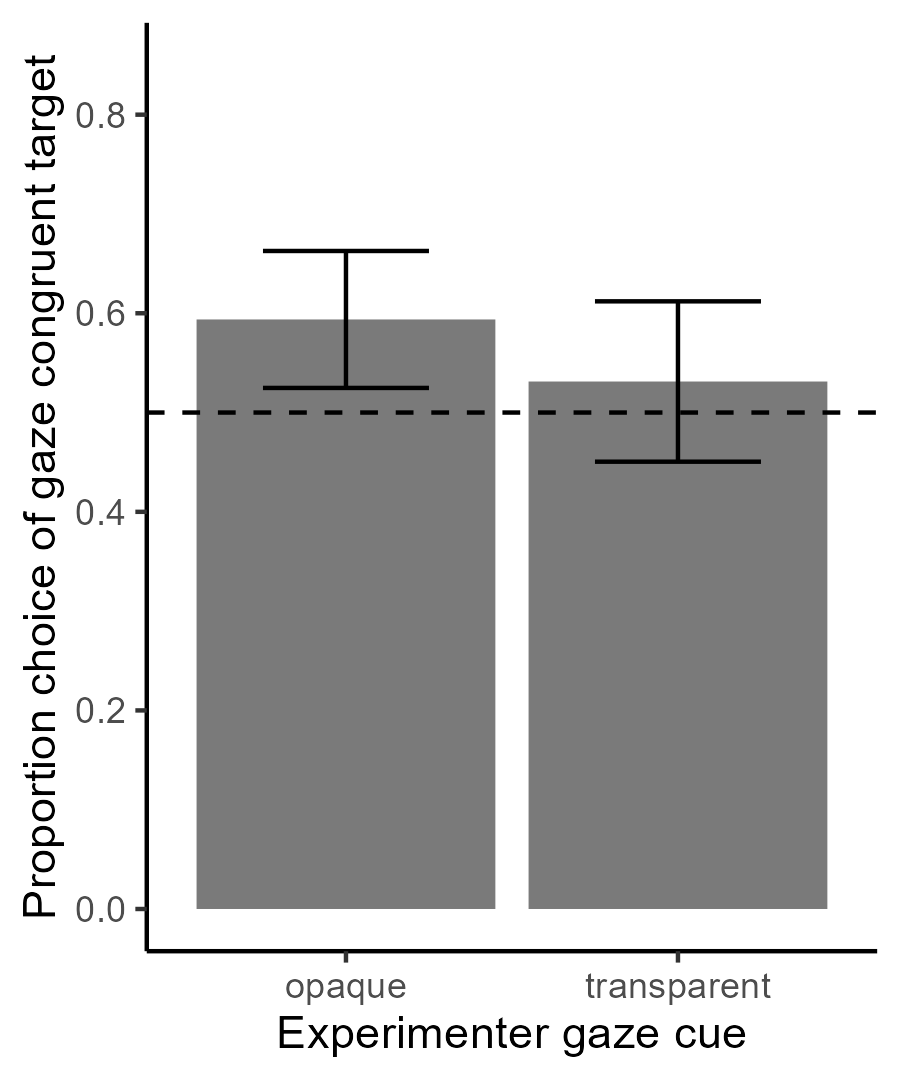 Proportion choice of gaze congruent target
0.8
0.6
0.4
0.2
0.0
opaque transparent
Experimenter gaze cue